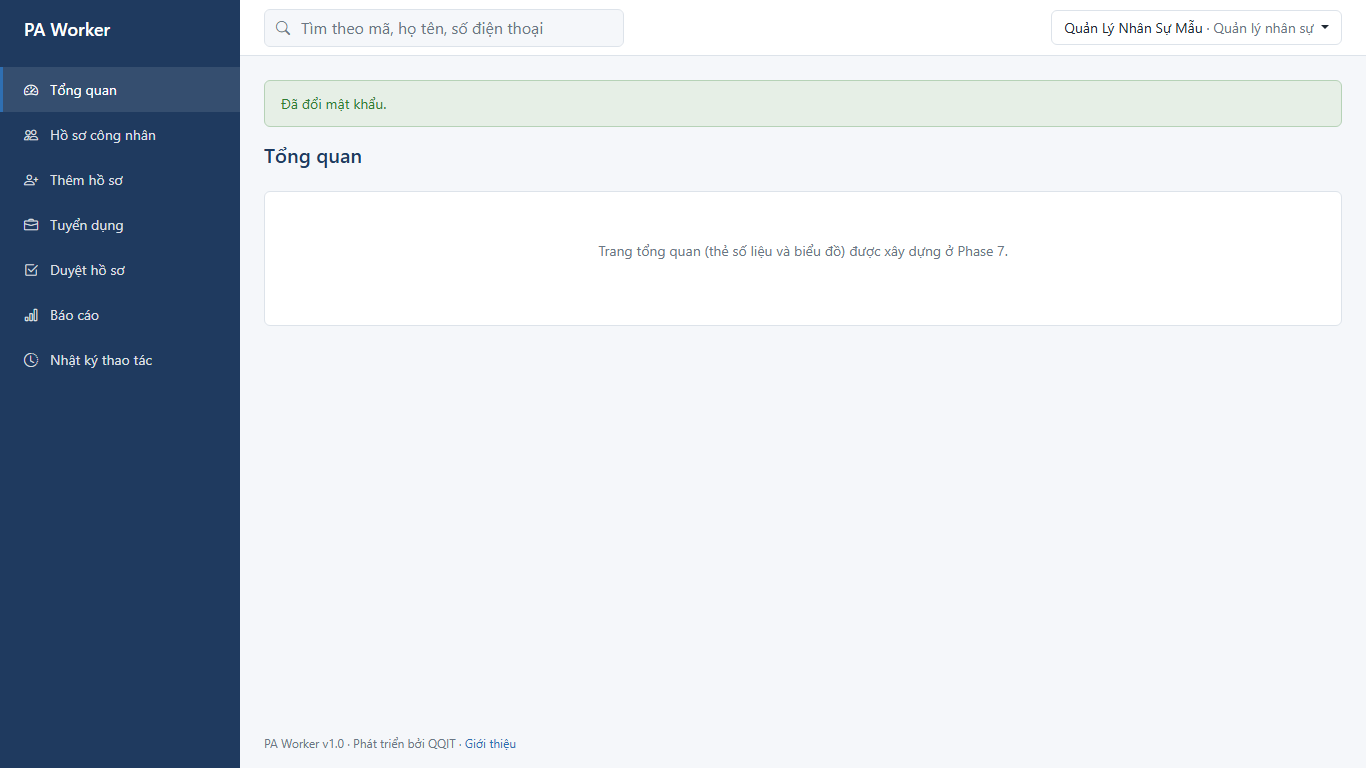 PA Worker
Tìm theo mã, họ tên, số điện thoại
Quản Lý Nhân Sự Mẫu · Quản lý nhân sự
Tổng quan
Hồ sơ công nhân
Thêm hồ sơ
Tuyển dụng
Duyệt hồ sơ
Báo cáo
Nhật ký thao tác
Đã đổi mật khẩu.
Tổng quan
Trang tổng quan (thẻ số liệu và biểu đồ) được xây dựng ở Phase 7.
PA Worker v1.0 · Phát triển bởi QQIT · Giới thiệu